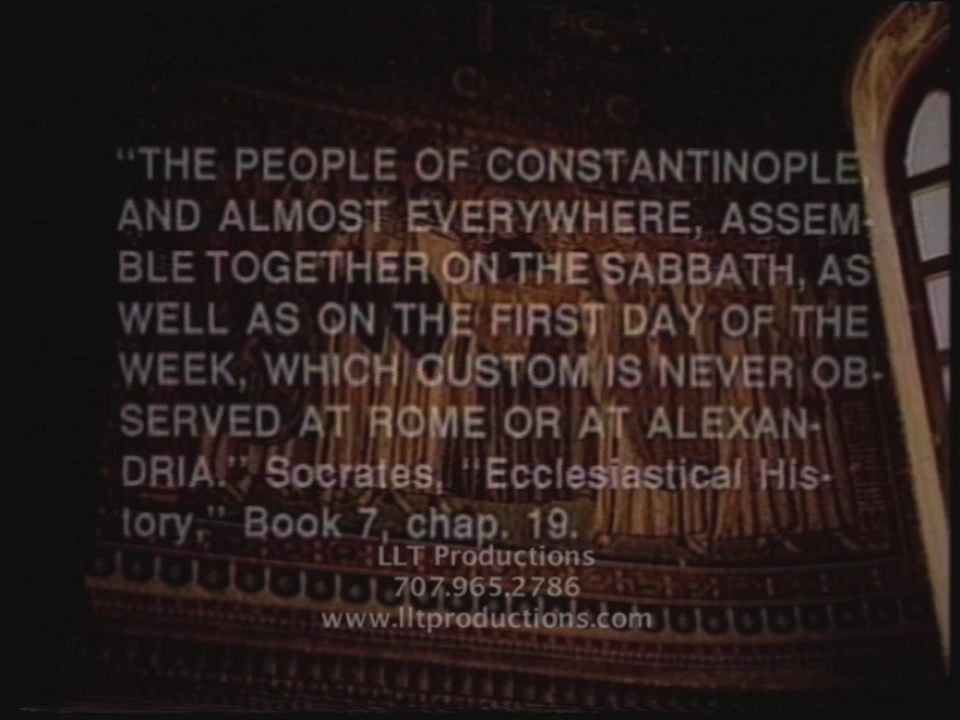 “THE PEOPLE OF CONSTANTINOPLE
AND ALMOST EVERYWHERE, ASSEM-
BLE TOGETHER ON THE SABBATH, AS
WELL AS ON THE FIRST DAY OF THE
WEEK, WHICH CUSTOM IS NEVER OB-
SERVED AT ROME OR AT ALEXAN-
DRIA.” Socrates, “Ecclesiastical His-
tory,” Book 7, chap. 19.
LLT Productions
707.965.2786
www.lltproductions.com